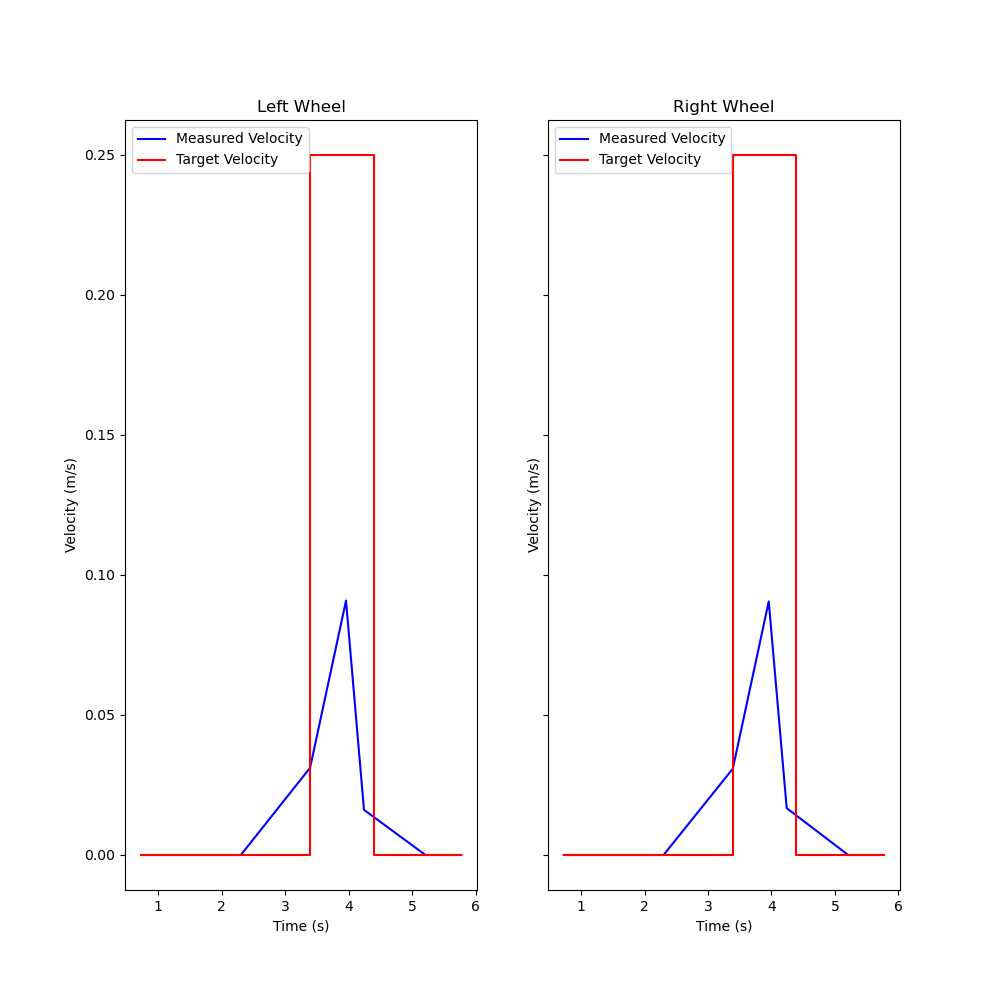 Left Wheel
Measured Velocity
Target Velocity
0.25
0.20
0.15
0.10
0.05
0.00
Velocity (m/s)
1 2 3 4 5 6
Time (s)
Right Wheel
Measured Velocity
Target Velocity
Velocity (m/s)
1 2 3 4 5 6
Time (s)